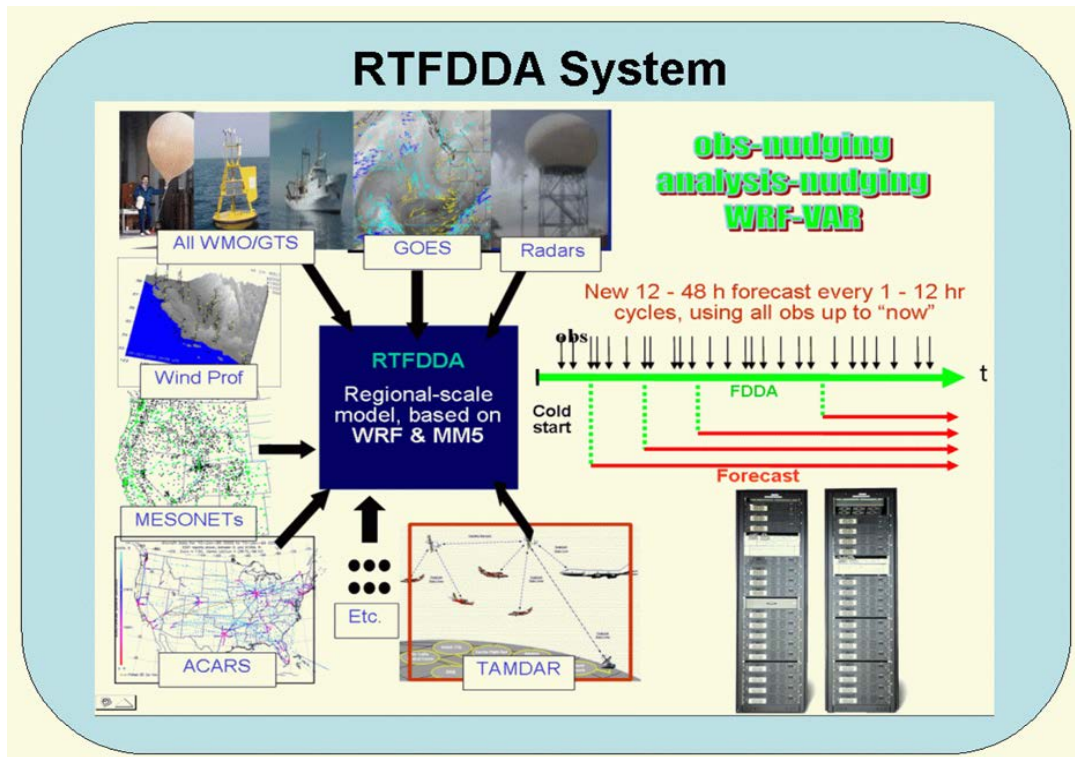 RTFDDA System
obs-nudging
analysis-nudging
WRF-VAR
All WMO/GTS
GOES
Radars
New 12 - 48 h forecast every 1 - 12 hr
cycles, using all obs up to “now”
obs
RTFDDA
Regional-scale
model, based on
WRF & MM5
Wind Prof
t
FDDA
Cold
start
Forecast
MESONETs
Etc.
ACARS
TAMDAR